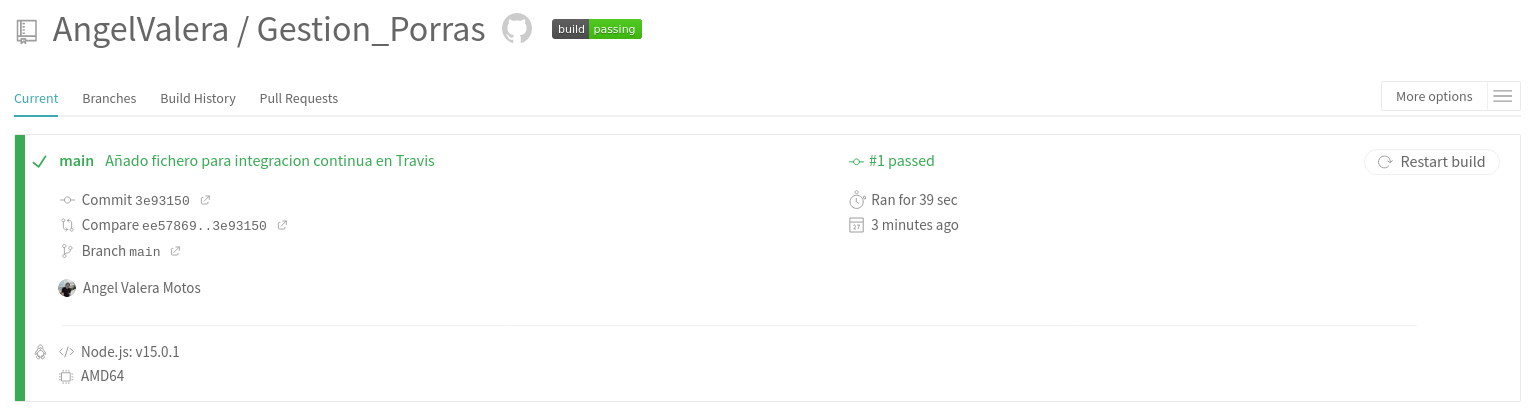 AngelValera / Gestion_Porras build passing
Current Branches Build History Pull Requests More options
main Añado fichero para integracion continua en Travis #1 passed Restart build
Commit 3e93150 Ran for 39 sec
Compare ee57869..3e93150 3 minutes ago
Branch main
Angel Valera Motos
Node.js: v15.0.1
AMD64